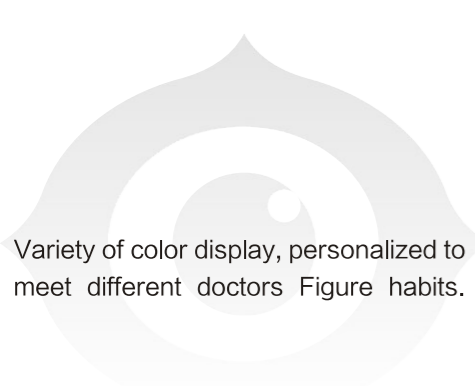 Variety of color display, personalized to
meet different doctors Figure habits.